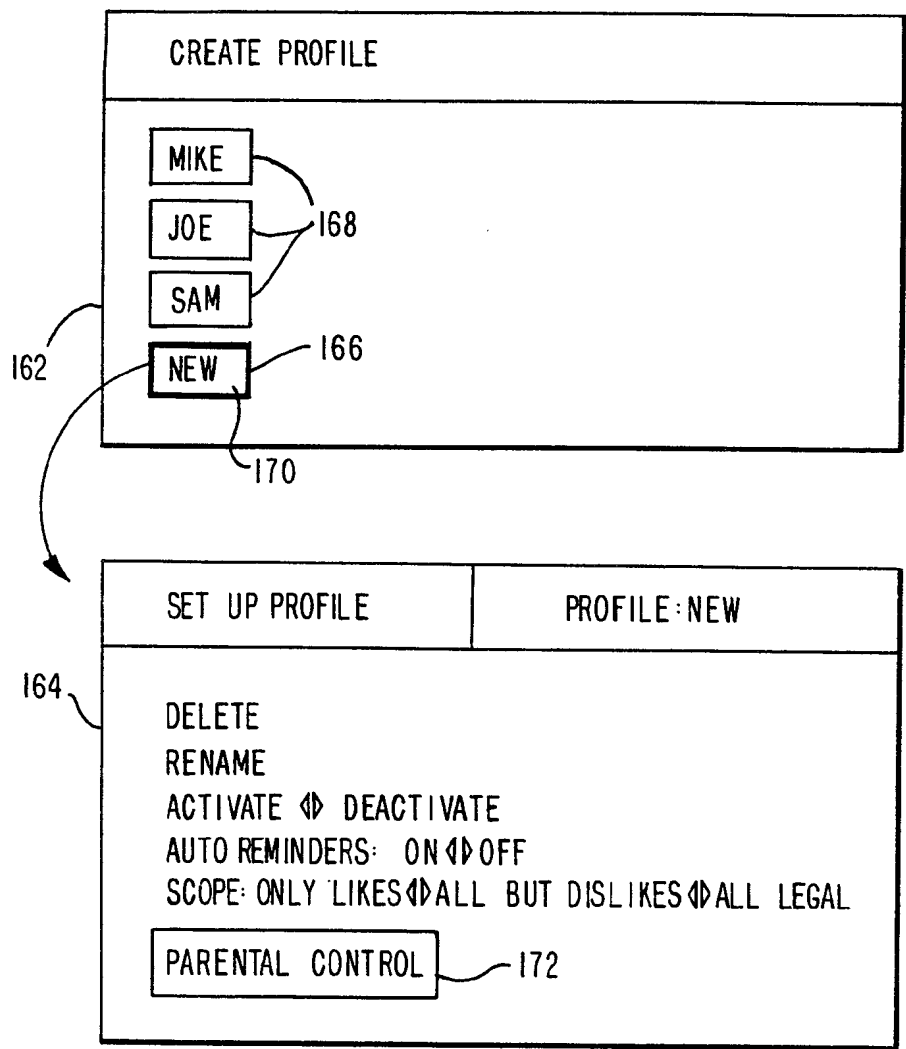 CREATE PROFILE
MIKE
JOE
168
SAM
162
NEW
166
170
SET UP PROFILE
PROFILE:NEW
164
DELETE
RENAME
ACTIVATE ◁▷ DEACTIVATE
AUTO REMINDERS: ON◁▷OFF
SCOPE: ONLY LIKES◁▷ALL BUT DISLIKES◁▷ALL LEGAL
PARENTAL CONTROL
172